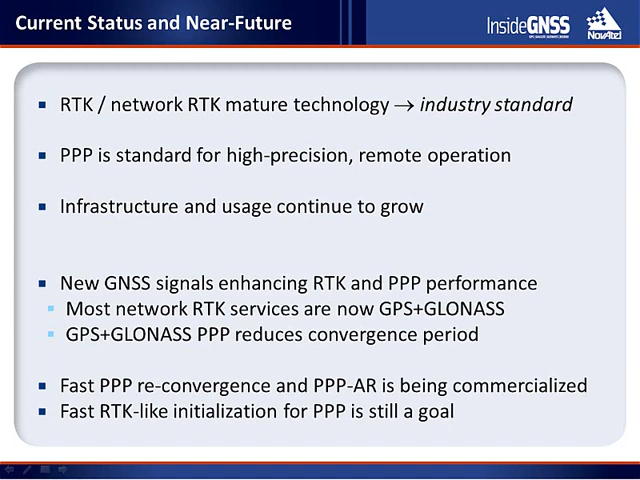 Current Status and Near-Future
InsideGNSS
NovAtel
RTK / network RTK mature technology → industry standard
PPP is standard for high-precision, remote operation
Infrastructure and usage continue to grow
New GNSS signals enhancing RTK and PPP performance
Most network RTK services are now GPS+GLONASS
GPS+GLONASS PPP reduces convergence period
Fast PPP re-convergence and PPP-AR is being commercialized
Fast RTK-like initialization for PPP is still a goal